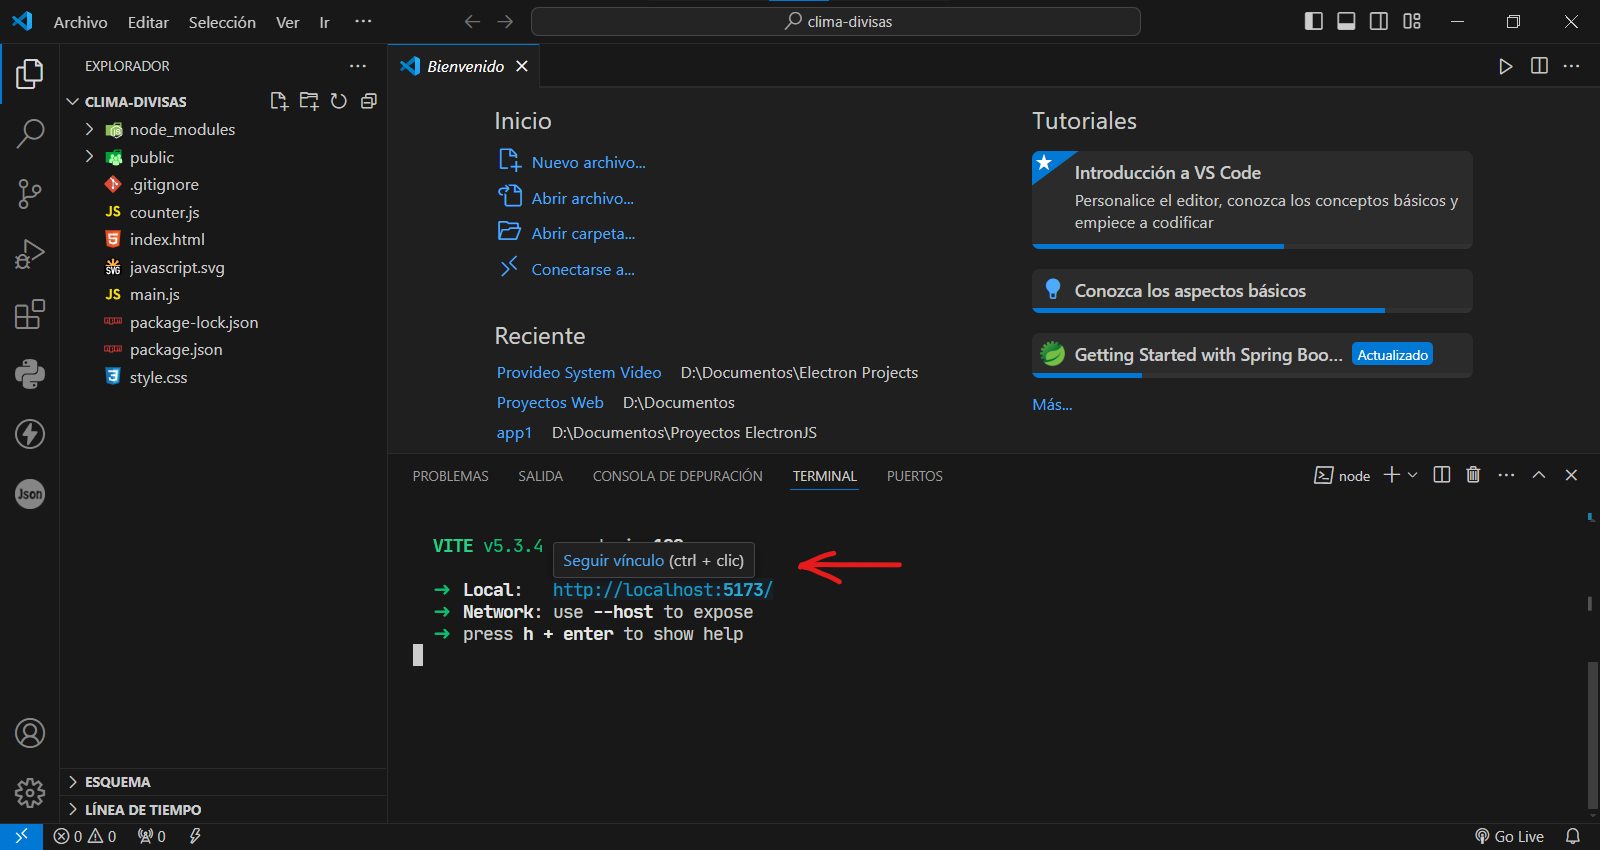 Archivo Editar Selección Ver Ir ···
clima-divisas
EXPLORADOR ···
CLIMA-DIVISAS
node_modules
public
.gitignore
JS counter.js
index.html
SVG javascript.svg
JS main.js
package-lock.json
package.json
style.css
ESQUEMA
LÍNEA DE TIEMPO
Bienvenido
Inicio
Nuevo archivo...
Abrir archivo...
Abrir carpeta...
Conectarse a...
Reciente
Provideo System Video D:\Documentos\Electron Projects
Proyectos Web D:\Documentos
app1 D:\Documentos\Proyectos ElectronJS
Tutoriales
Introducción a VS Code
Personalice el editor, conozca los conceptos básicos y
empiece a codificar
Conozca los aspectos básicos
Getting Started with Spring Boo... Actualizado
Más...
PROBLEMAS SALIDA CONSOLA DE DEPURACIÓN TERMINAL PUERTOS
node
VITE v5.3.4
Seguir vínculo (ctrl + clic)
➜ Local: http://localhost:5173/
➜ Network: use --host to expose
➜ press h + enter to show help
Json
0 0 0
Go Live